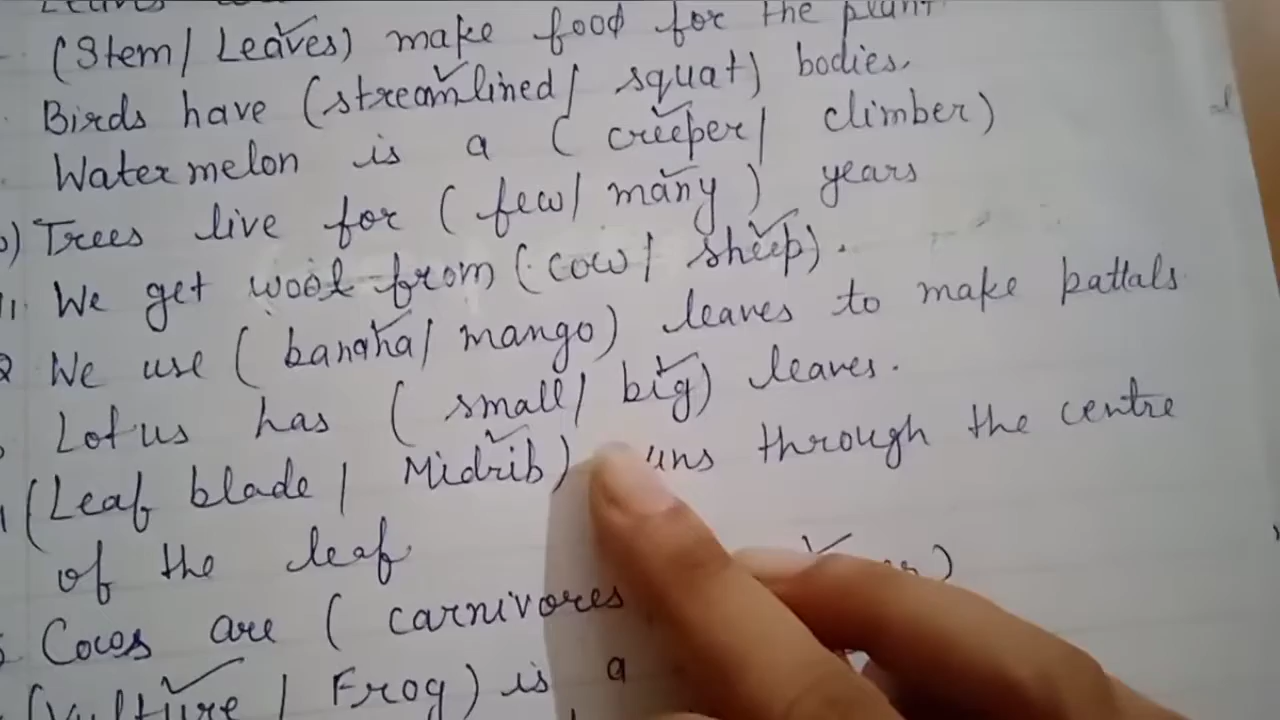 (Stem/ Leaves) make food for the plant
Birds have (streamlined/ squat) bodies.
Watermelon is a ( creeper/ climber)
Trees live for ( few/ many ) years
11. We get wool from (cow/ sheep).
We use ( banana/ mango) leaves to make pattals
Lotus has ( small/ big) leaves.
(Leaf blade / Midrib) runs through the centre
of the leaf
Cows are ( carnivores
(Vulture / Frog) is a